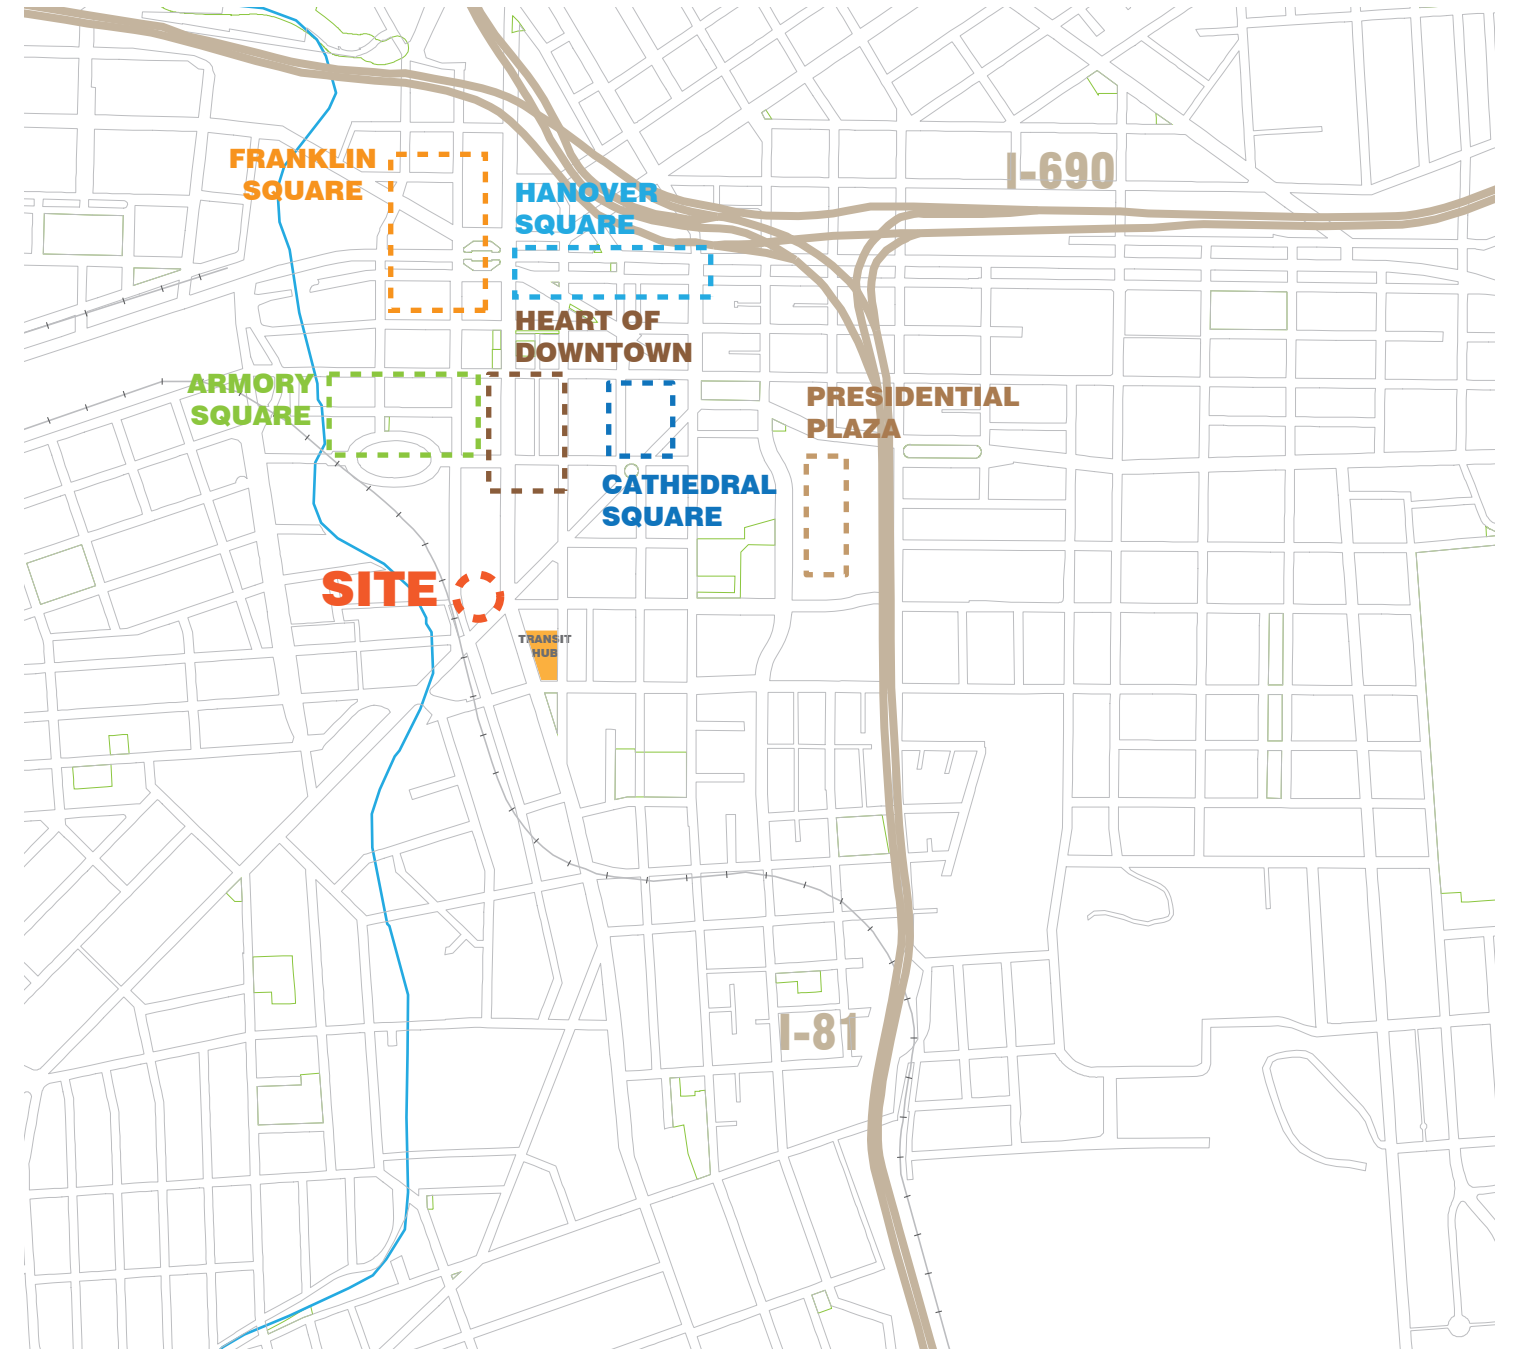 FRANKLIN
SQUARE
I-690
HANOVER
SQUARE
HEART OF
DOWNTOWN
ARMORY
SQUARE
PRESIDENTIAL
PLAZA
CATHEDRAL
SQUARE
SITE
TRANSIT
HUB
I-81